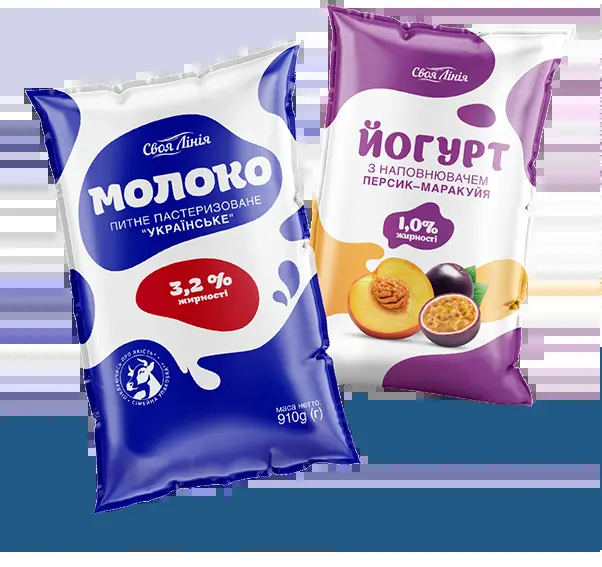 Своя Лінія
МОЛОКО
ПИТНЕ ПАСТЕРИЗОВАНЕ
"УКРАЇНСЬКЕ"
3,2 %
жирності
маса нетто:
910g (г)
Своя Лінія
ЙОГУРТ
З НАПОВНЮВАЧЕМ
ПЕРСИК–МАРАКУЙЯ
1,0%
жирності